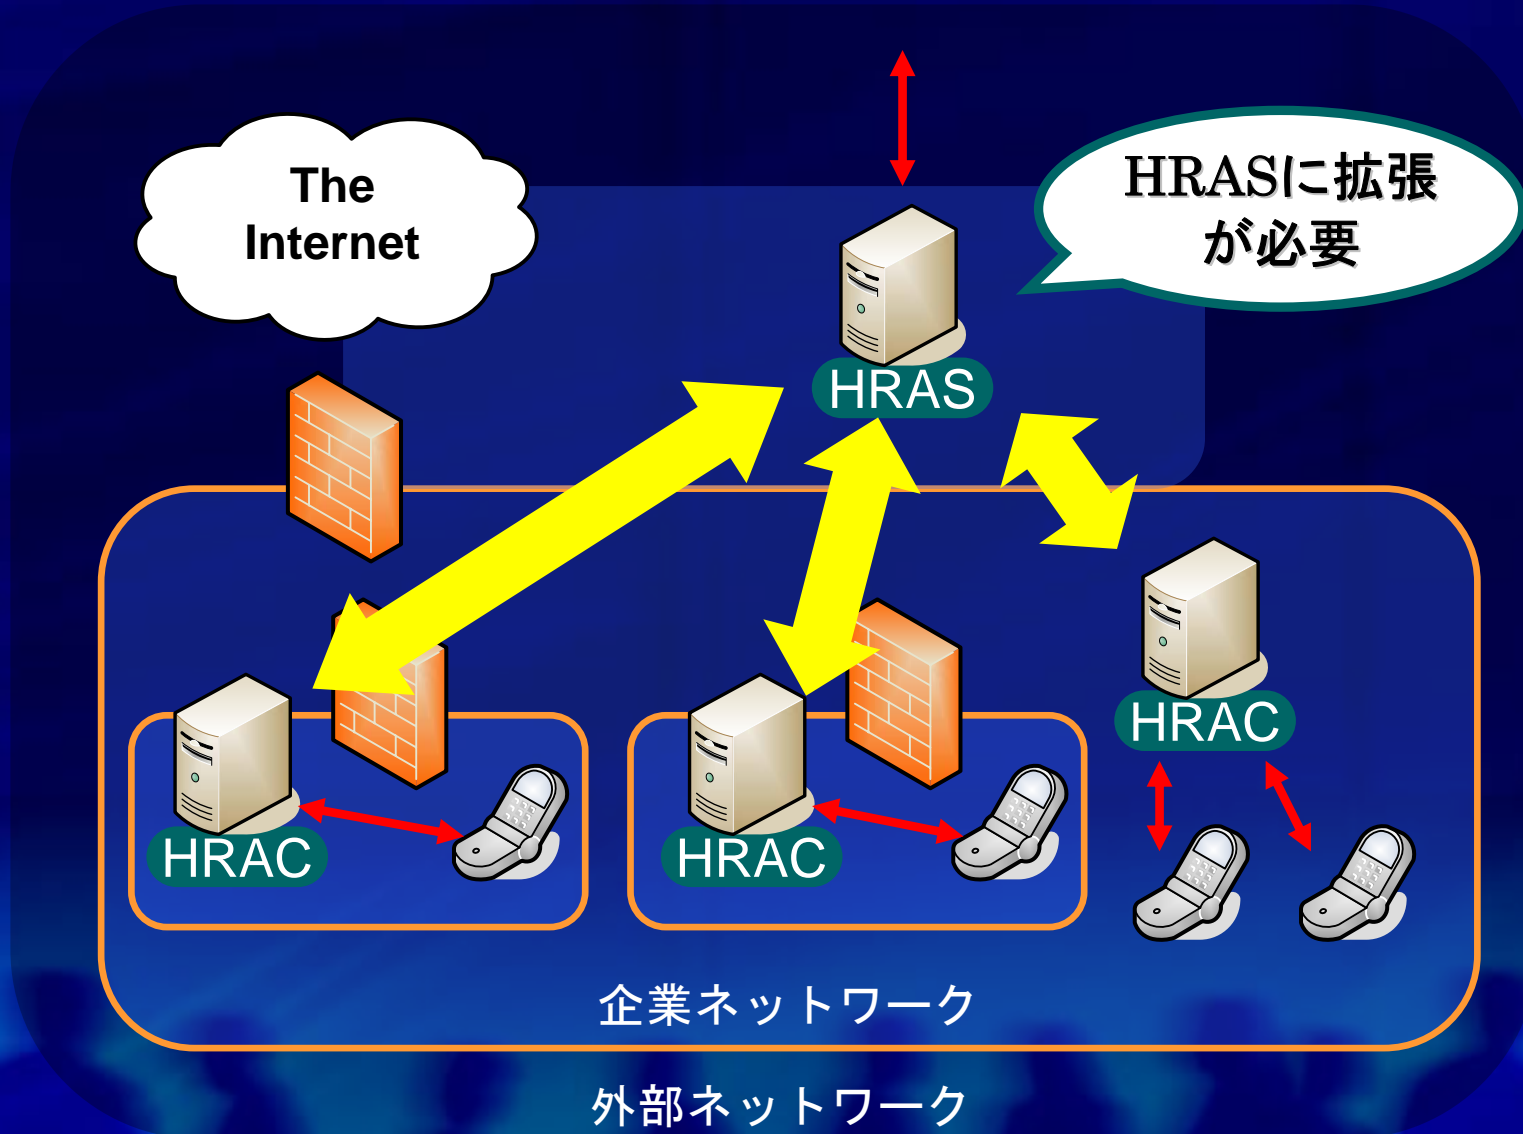 The
Internet
HRASに拡張
が必要
HRAS
HRAC
HRAC
HRAC
企業ネットワーク
外部ネットワーク